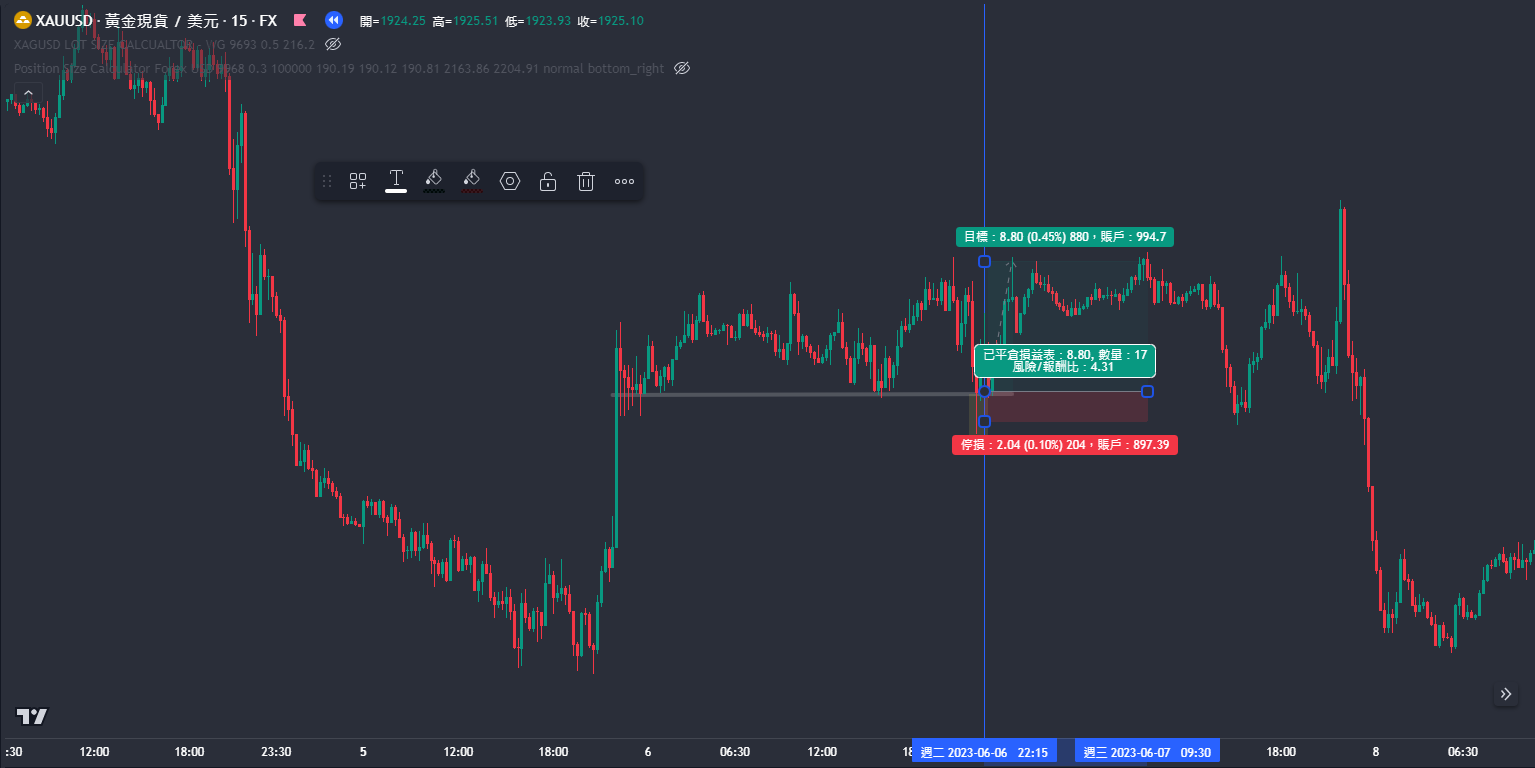 XAUUSD · 黃金現貨 / 美元 · 15 · FX 開=1924.25 高=1925.51 低=1923.93 收=1925.10
XAGUSD LOT SIZE CALCUALTOR - 9693 0.5 216.2
Position Size Calculator Forex 0.3 100000 190.19 190.12 190.81 2163.86 2204.91 normal bottom_right
T
目標：8.80 (0.45%) 880，賬戶：994.7
已平倉損益表：8.80, 數量：17
風險/報酬比：4.31
停損：2.04 (0.10%) 204，賬戶：897.39
:30 12:00 18:00 23:30 5 12:00 18:00 6 06:30 12:00 週二 2023-06-06 22:15 週三 2023-06-07 09:30 18:00 8 06:30